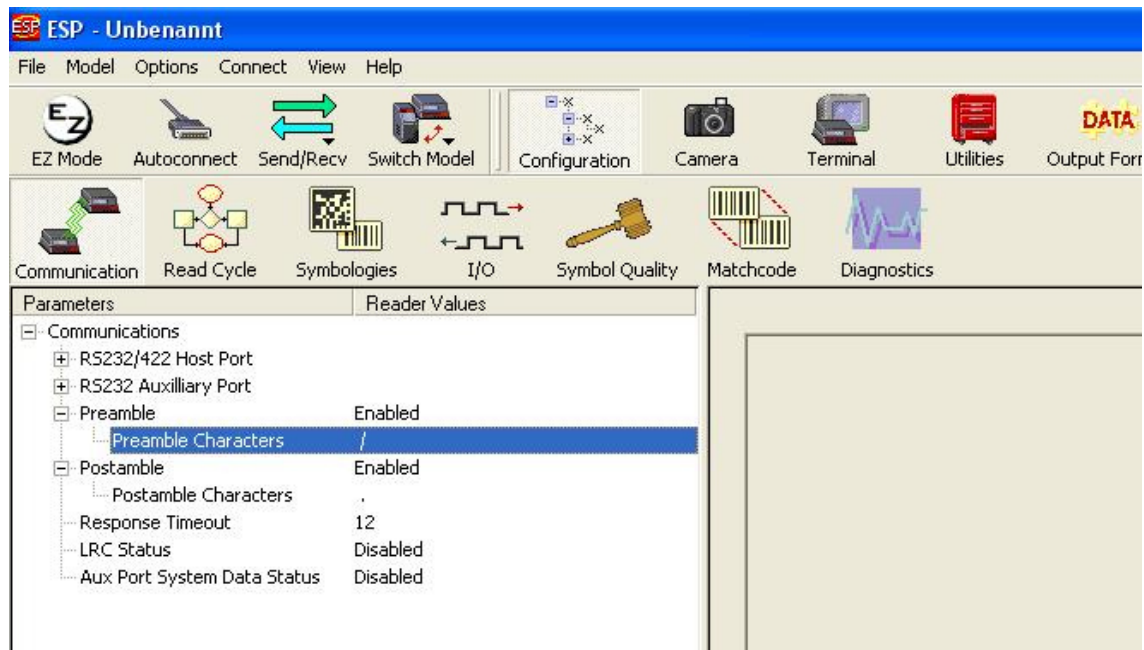 ESP ESP - Unbenannt
File Model Options Connect View Help
EZ
DATA
EZ Mode Autoconnect Send/Recv Switch Model Configuration Camera Terminal Utilities Output For
Communication Read Cycle Symbologies I/O Symbol Quality Matchcode Diagnostics
Parameters Reader Values
Communications
RS232/422 Host Port
RS232 Auxilliary Port
Preamble Enabled
Preamble Characters /
Postamble Enabled
Postamble Characters .
Response Timeout 12
LRC Status Disabled
Aux Port System Data Status Disabled